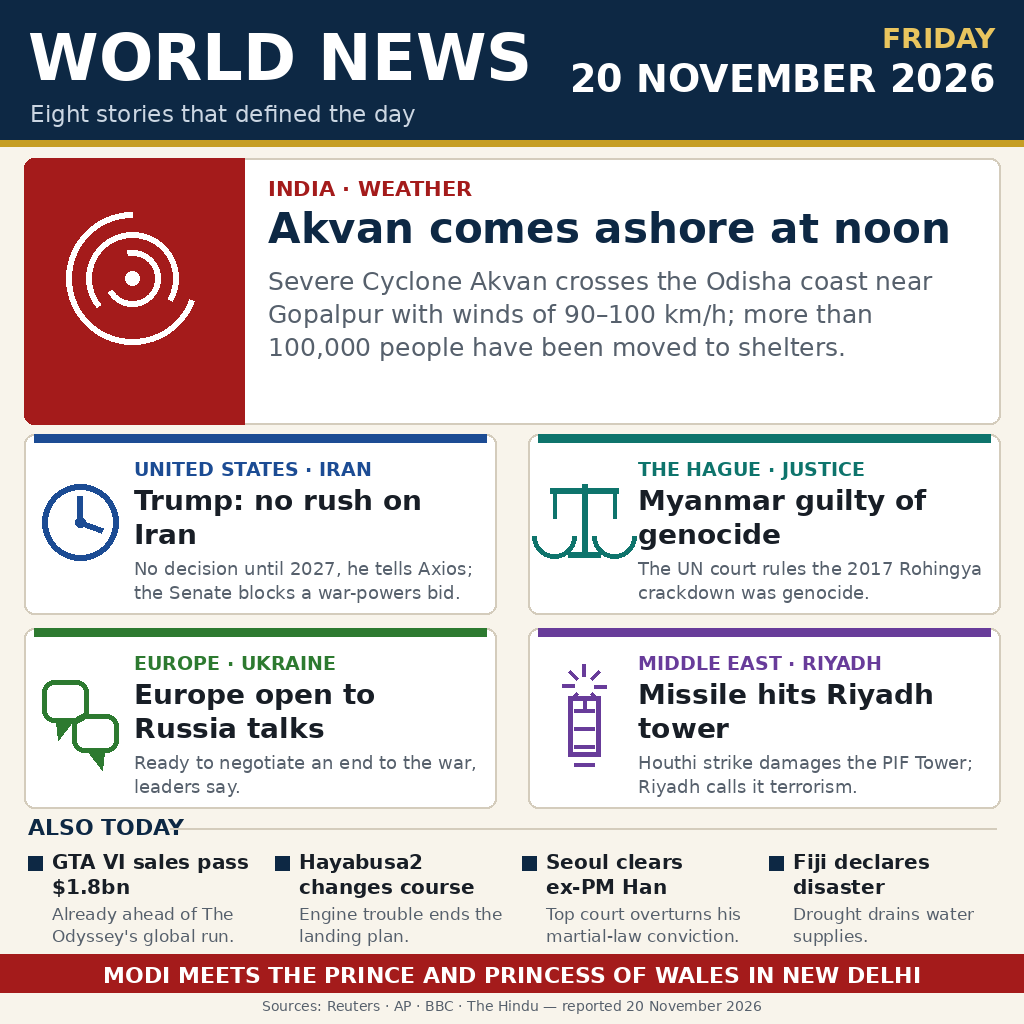 WORLD NEWS
Eight stories that defined the day
FRIDAY
20 NOVEMBER 2026
INDIA · WEATHER
Akvan comes ashore at noon
Severe Cyclone Akvan crosses the Odisha coast near
Gopalpur with winds of 90–100 km/h; more than
100,000 people have been moved to shelters.
UNITED STATES · IRAN
Trump: no rush on
Iran
No decision until 2027, he tells Axios;
the Senate blocks a war-powers bid.
THE HAGUE · JUSTICE
Myanmar guilty of
genocide
The UN court rules the 2017 Rohingya
crackdown was genocide.
EUROPE · UKRAINE
Europe open to
Russia talks
Ready to negotiate an end to the war,
leaders say.
MIDDLE EAST · RIYADH
Missile hits Riyadh
tower
Houthi strike damages the PIF Tower;
Riyadh calls it terrorism.
ALSO TODAY
GTA VI sales pass
$1.8bn
Already ahead of The
Odyssey's global run.
Hayabusa2
changes course
Engine trouble ends the
landing plan.
Seoul clears
ex-PM Han
Top court overturns his
martial-law conviction.
Fiji declares
disaster
Drought drains water
supplies.
MODI MEETS THE PRINCE AND PRINCESS OF WALES IN NEW DELHI
Sources: Reuters · AP · BBC · The Hindu — reported 20 November 2026